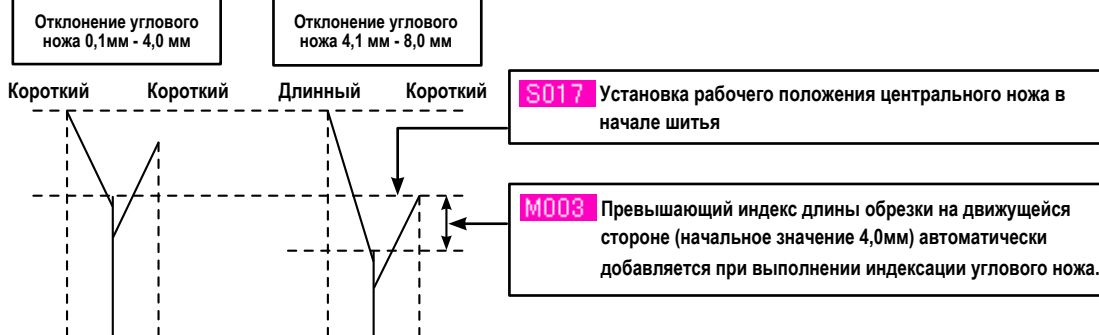 Отклонение углового
ножа 0,1мм - 4,0 мм
Отклонение углового
ножа 4,1 мм - 8,0 мм
Короткий
Короткий
Длинный
Короткий
S017 Установка рабочего положения центрального ножа в
начале шитья
M003 Превышающий индекс длины обрезки на движущейся
стороне (начальное значение 4,0мм) автоматически
добавляется при выполнении индексации углового ножа.